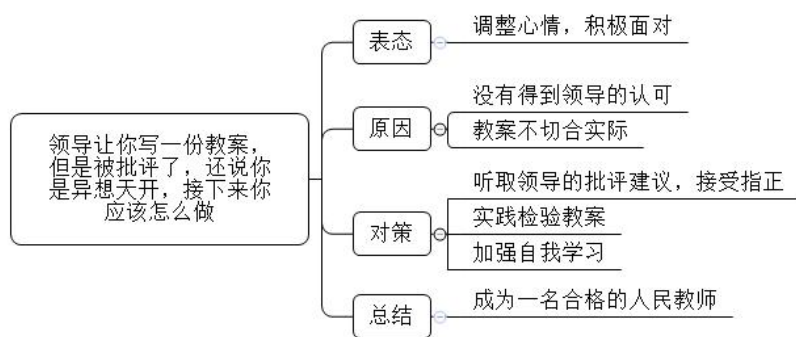 领导让你写一份教案，
但是被批评了，还说你
是异想天开，接下来你
应该怎么做
表态
调整心情，积极面对
原因
没有得到领导的认可
教案不切合实际
对策
听取领导的批评建议，接受指正
实践检验教案
加强自我学习
总结
成为一名合格的人民教师